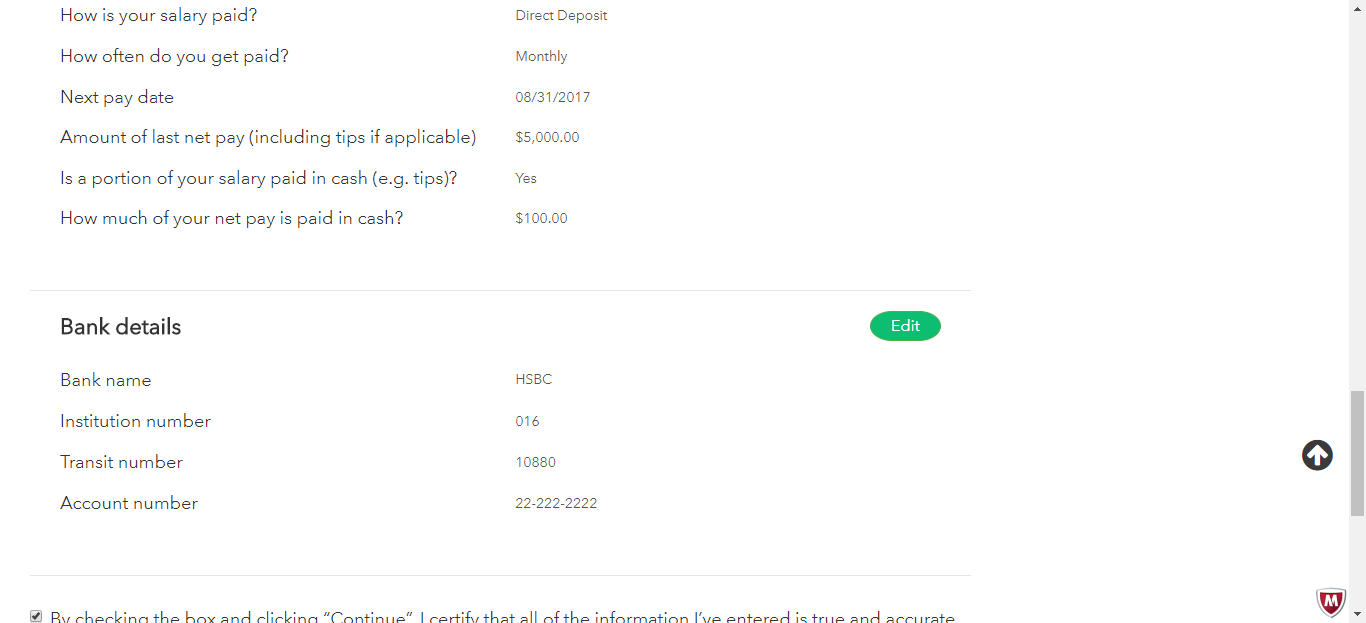 How is your salary paid? Direct Deposit
How often do you get paid? Monthly
Next pay date 08/31/2017
Amount of last net pay (including tips if applicable) $5,000.00
Is a portion of your salary paid in cash (e.g. tips)? Yes
How much of your net pay is paid in cash? $100.00
Bank details Edit
Bank name HSBC
Institution number 016
Transit number 10880
Account number 22-222-2222
M
By checking the box and clicking “Continue”, I certify that all of the information I’ve entered is true and accurate